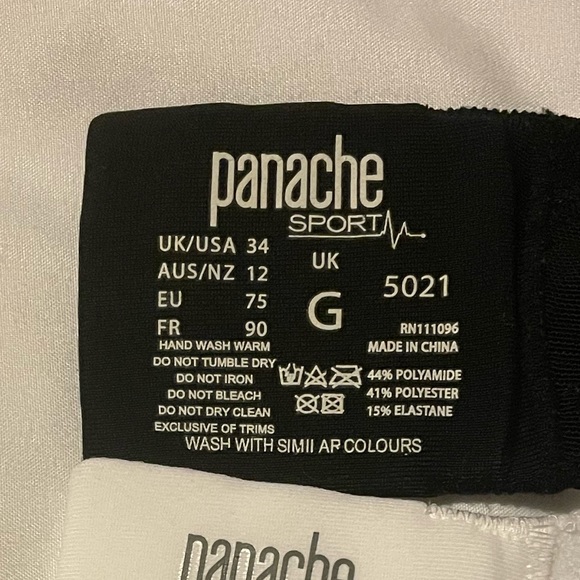 panache
SPORT
UK/USA 34
AUS/NZ 12
EU 75
FR 90
UK
G
5021
RN111096
MADE IN CHINA
HAND WASH WARM
DO NOT TUMBLE DRY
DO NOT IRON
DO NOT BLEACH
DO NOT DRY CLEAN
EXCLUSIVE OF TRIMS
44% POLYAMIDE
41% POLYESTER
15% ELASTANE
WASH WITH SIMILAR COLOURS
panache